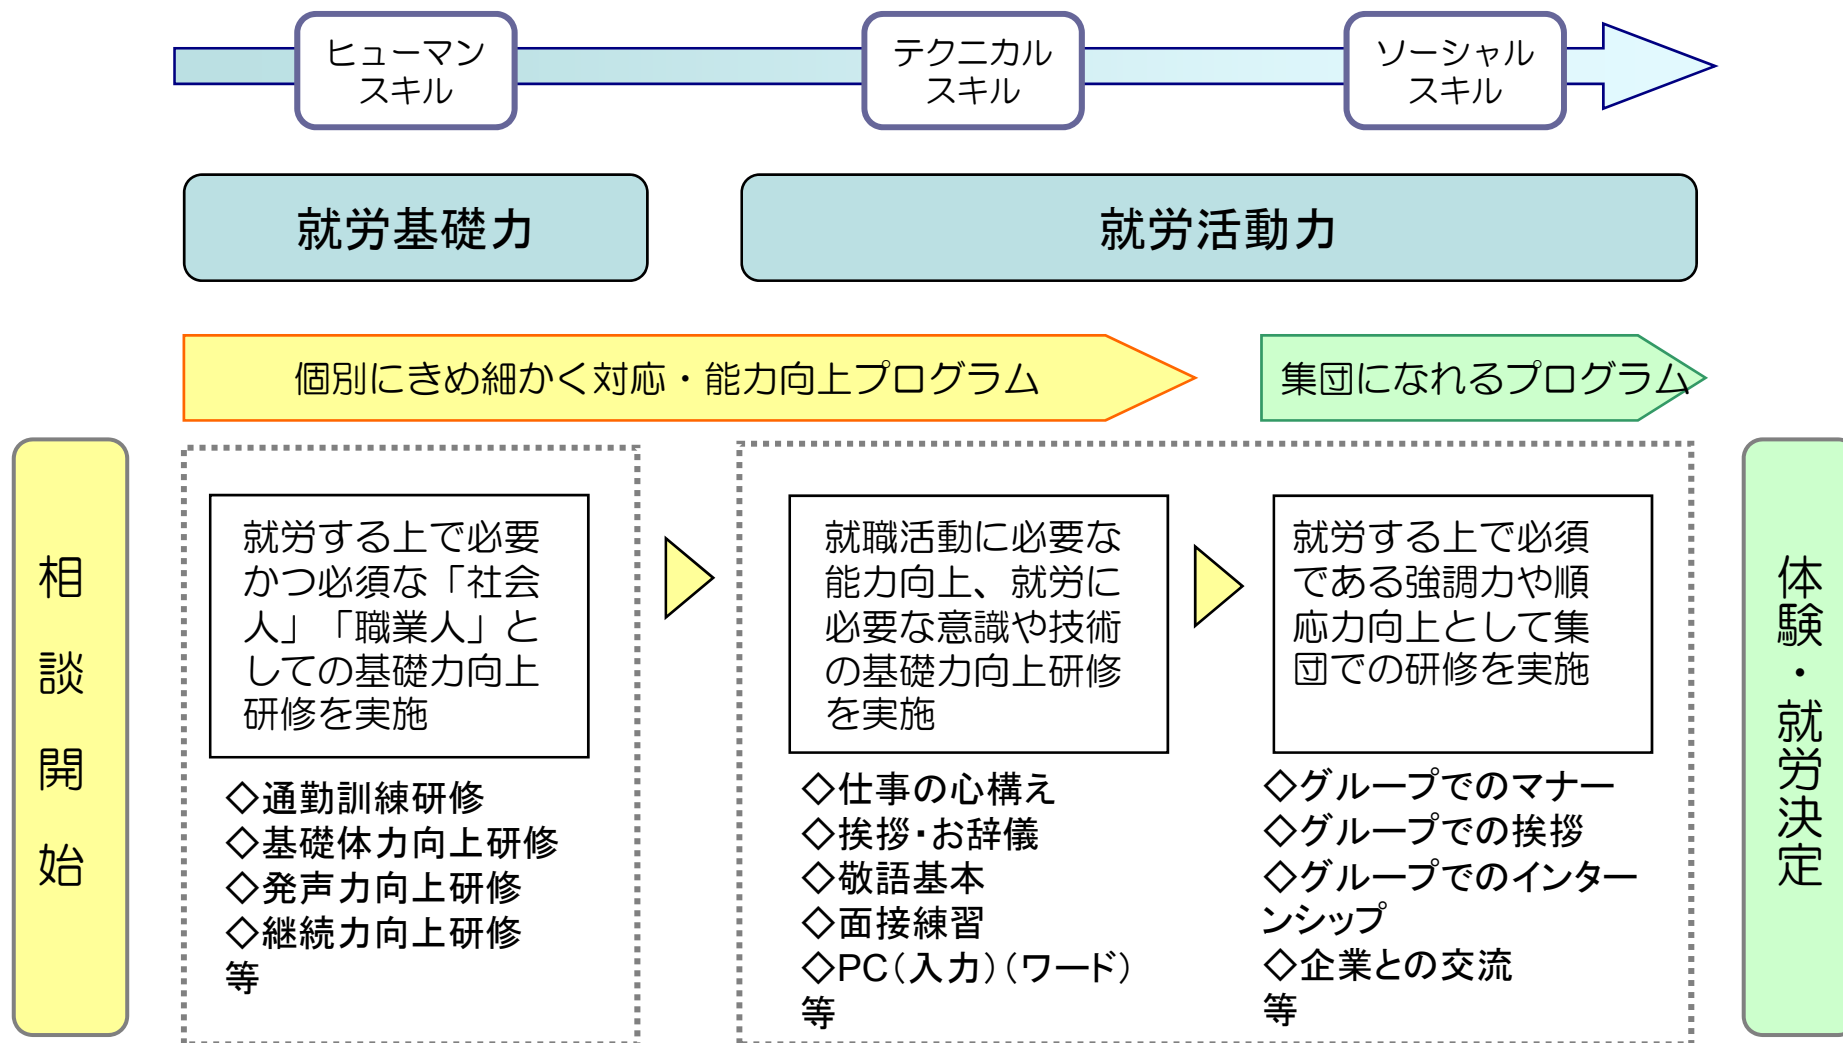 ヒューマン
スキル
テクニカル
スキル
ソーシャル
スキル
就労基礎力
就労活動力
個別にきめ細かく対応・能力向上プログラム
集団になれるプログラム
相談開始
就労する上で必要
かつ必須な「社会
人」「職業人」と
しての基礎力向上
研修を実施
◇通勤訓練研修
◇基礎体力向上研修
◇発声力向上研修
◇継続力向上研修
等
就職活動に必要な
能力向上、就労に
必要な意識や技術
の基礎力向上研修
を実施
◇仕事の心構え
◇挨拶・お辞儀
◇敬語基本
◇面接練習
◇PC(入力)(ワード)
等
就労する上で必須
である強調力や順
応力向上として集
団での研修を実施
◇グループでのマナー
◇グループでの挨拶
◇グループでのインター
ンシップ
◇企業との交流
等
体験・就労決定